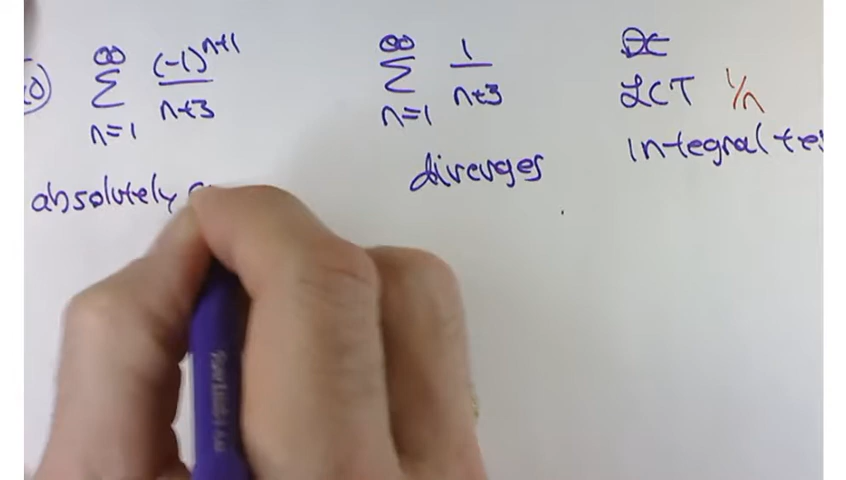 ∞ (-1)^{n+1} ∞ 1 DC
Σ ――― Σ ――― LCT 1/n
n=1 n+3 n=1 n+3 integral
absolutely diverges